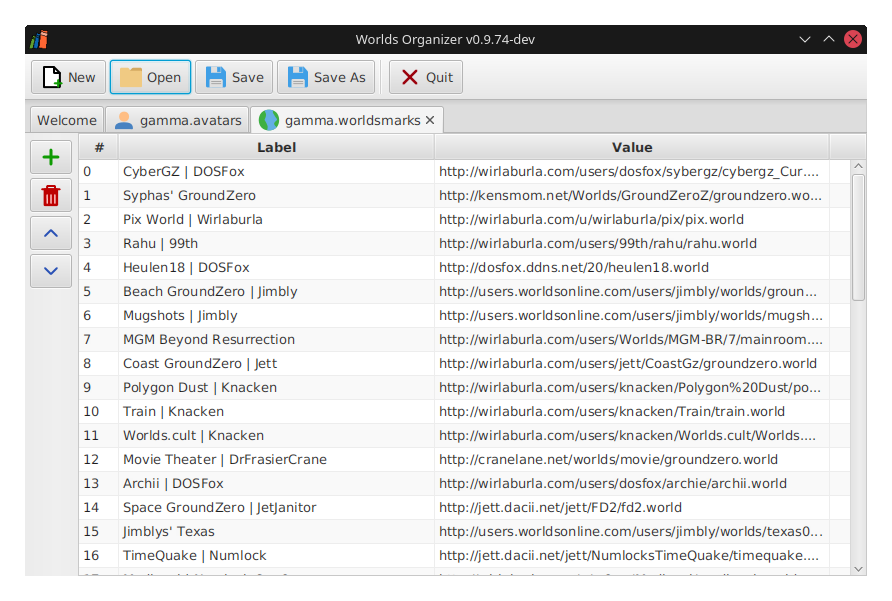 Worlds Organizer v0.9.74-dev
New Open Save Save As Quit
Welcome gamma.avatars gamma.worldsmarks
# Label Value
0 CyberGZ | DOSFox http://wirlaburla.com/users/dosfox/sybergz/cybergz_Cur....
1 Syphas' GroundZero http://kensmom.net/Worlds/GroundZeroZ/groundzero.wo...
2 Pix World | Wirlaburla http://wirlaburla.com/u/wirlaburla/pix/pix.world
3 Rahu | 99th http://wirlaburla.com/users/99th/rahu/rahu.world
4 Heulen18 | DOSFox http://dosfox.ddns.net/20/heulen18.world
5 Beach GroundZero | Jimbly http://users.worldsonline.com/users/jimbly/worlds/groun...
6 Mugshots | Jimbly http://users.worldsonline.com/users/jimbly/worlds/mugsh...
7 MGM Beyond Resurrection http://wirlaburla.com/users/Worlds/MGM-BR/7/mainroom....
8 Coast GroundZero | Jett http://wirlaburla.com/users/jett/CoastGz/groundzero.world
9 Polygon Dust | Knacken http://wirlaburla.com/users/knacken/Polygon%20Dust/po...
10 Train | Knacken http://wirlaburla.com/users/knacken/Train/train.world
11 Worlds.cult | Knacken http://wirlaburla.com/users/knacken/Worlds.cult/Worlds....
12 Movie Theater | DrFrasierCrane http://cranelane.net/worlds/movie/groundzero.world
13 Archii | DOSFox http://wirlaburla.com/users/dosfox/archie/archii.world
14 Space GroundZero | JetJanitor http://jett.dacii.net/jett/FD2/fd2.world
15 Jimblys' Texas http://users.worldsonline.com/users/jimbly/worlds/texas0...
16 TimeQuake | Numlock http://jett.dacii.net/jett/NumlocksTimeQuake/timequake....